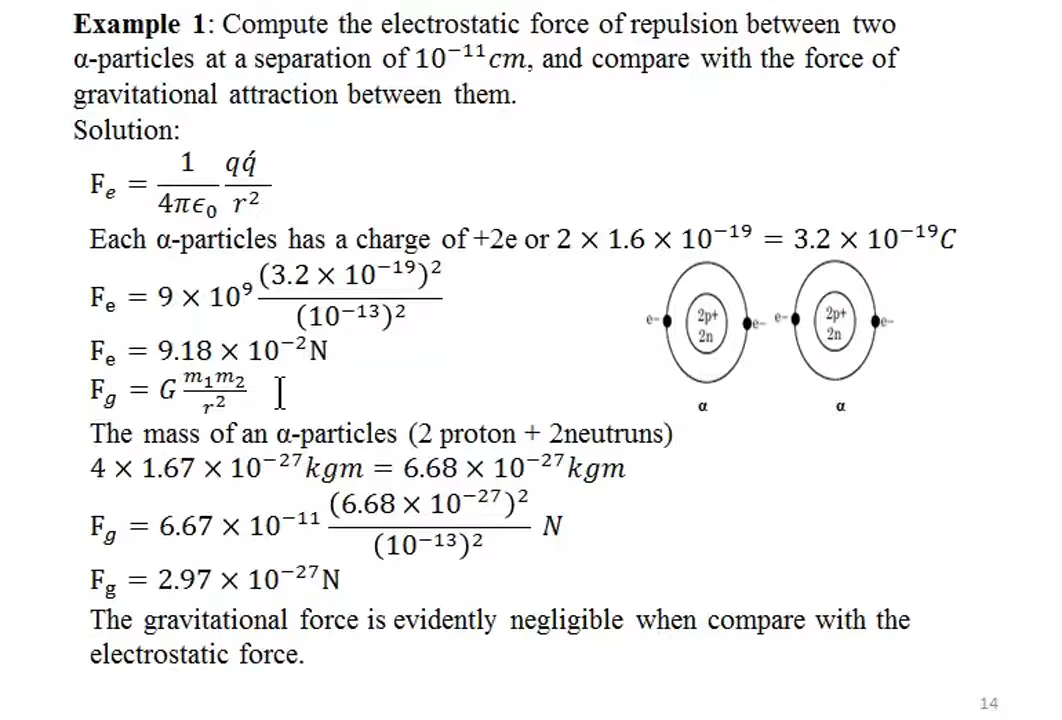 Example 1: Compute the electrostatic force of repulsion between two
α-particles at a separation of 10⁻¹¹cm, and compare with the force of
gravitational attraction between them.
Solution:
Fₑ = 1/(4πϵ₀) qq́/r²
Each α-particles has a charge of +2e or 2 × 1.6 × 10⁻¹⁹ = 3.2 × 10⁻¹⁹C
Fₑ = 9 × 10⁹ (3.2 × 10⁻¹⁹)²/(10⁻¹³)²
Fₑ = 9.18 × 10⁻²N
F_g = G m₁m₂/r²
The mass of an α-particles (2 proton + 2neutruns)
4 × 1.67 × 10⁻²⁷kgm = 6.68 × 10⁻²⁷kgm
F_g = 6.67 × 10⁻¹¹ (6.68 × 10⁻²⁷)²/(10⁻¹³)² N
F_g = 2.97 × 10⁻²⁷N
The gravitational force is evidently negligible when compare with the
electrostatic force.
e- 2p+ e- e- 2p+ e-
2n 2n
α α
14